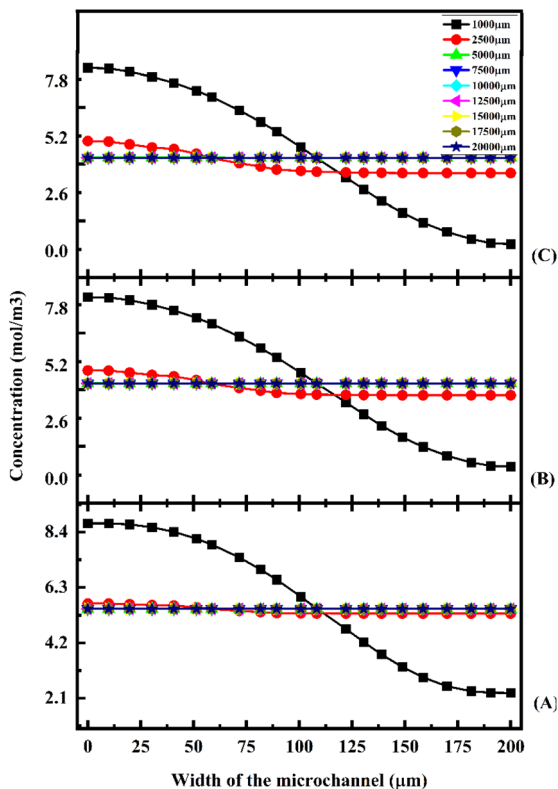 1000μm
2500μm
5000μm
7500μm
10000μm
12500μm
15000μm
17500μm
20000μm
7.8
5.2
2.6
0.0
(C)
7.8
5.2
2.6
0.0
(B)
8.4
6.3
4.2
2.1
(A)
Concentration (mol/m3)
0 25 50 75 100 125 150 175 200
Width of the microchannel (μm)